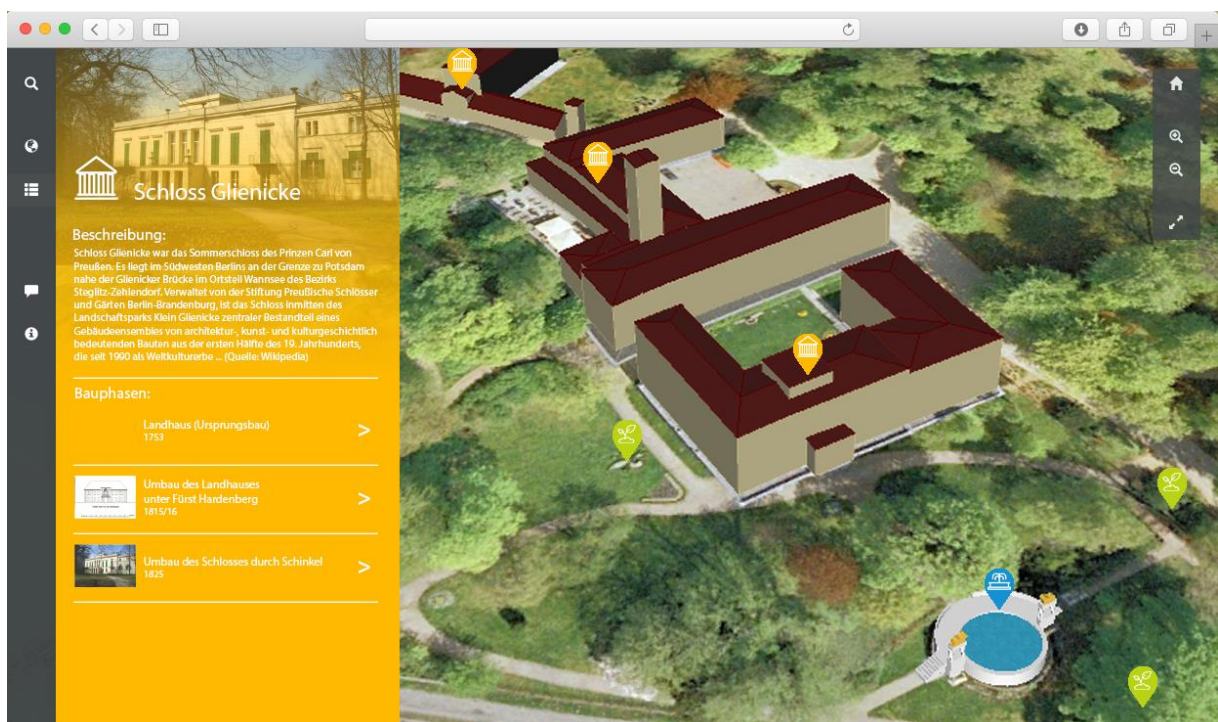 Schloss Glienicke
Beschreibung:
Schloss Glienicke war das Sommerschloss des Prinzen Carl von
Preußen. Es liegt im Südwesten Berlins an der Grenze zu Potsdam
nahe der Glienicker Brücke im Ortsteil Wannsee des Bezirks
Steglitz-Zehlendorf. Verwaltet von der Stiftung Preußische Schlösser
und Gärten Berlin-Brandenburg, ist das Schloss inmitten des
Landschaftsparks Klein Glienicke zentraler Bestandteil eines
Gebäudeensembles von architektur-, kunst- und kulturgeschichtlich
bedeutenden Bauten aus der ersten Hälfte des 19. Jahrhunderts,
die seit 1990 als Weltkulturerbe ... (Quelle: Wikipedia)
Bauphasen:
Landhaus (Ursprungsbau)
1753
Umbau des Landhauses
unter Fürst Hardenberg
1815/16
Umbau des Schlosses durch Schinkel
1825